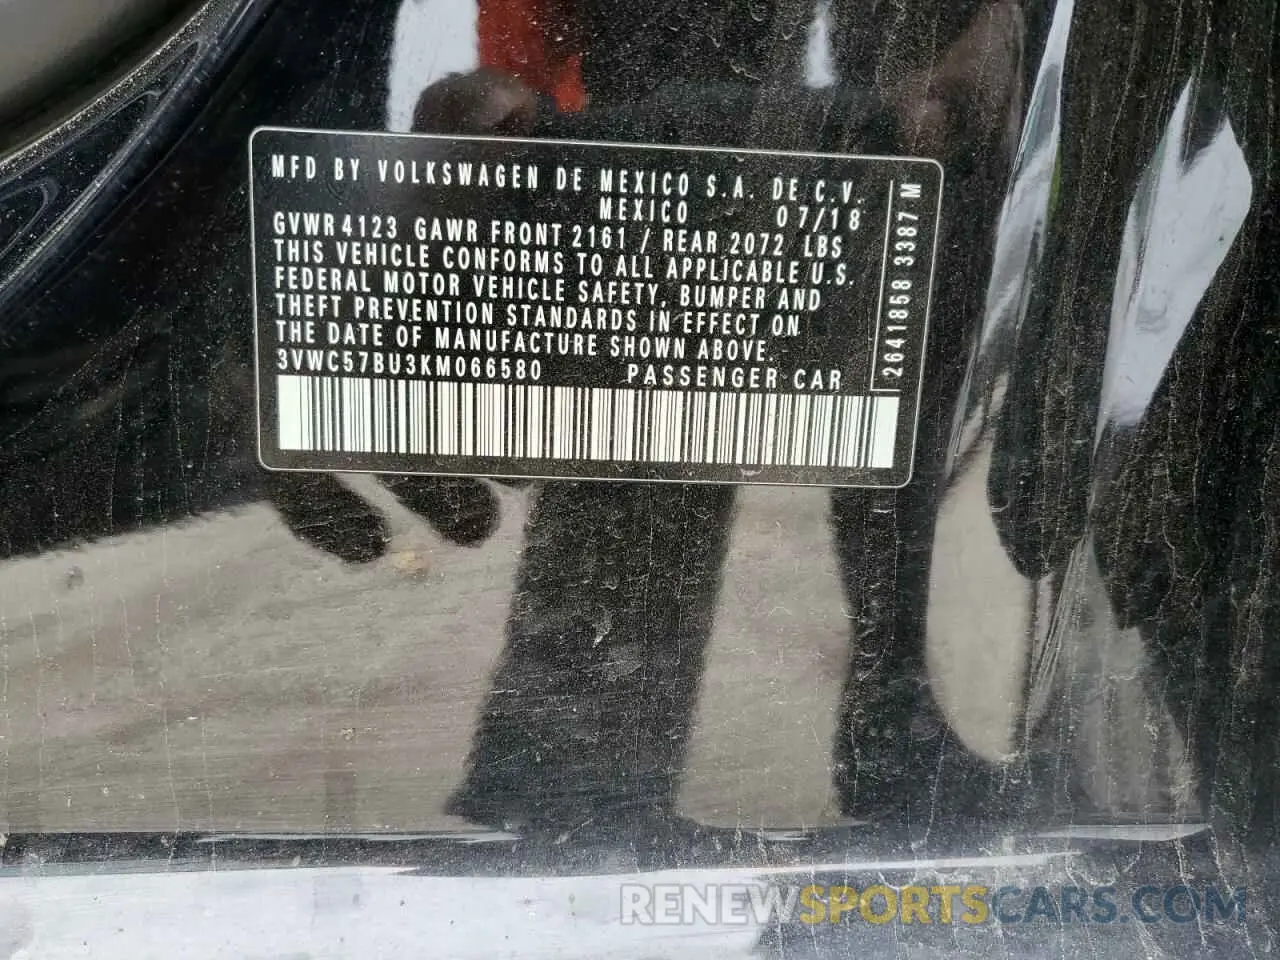 MFD BY VOLKSWAGEN DE MEXICO S.A. DE C.V.
MEXICO 07/18
GVWR 4123 GAWR FRONT 2161 / REAR 2072 LBS
THIS VEHICLE CONFORMS TO ALL APPLICABLE U.S.
FEDERAL MOTOR VEHICLE SAFETY, BUMPER AND
THEFT PREVENTION STANDARDS IN EFFECT ON
THE DATE OF MANUFACTURE SHOWN ABOVE.
3VWC57BU3KM066580 PASSENGER CAR
2641858 3387 M
RENEWSPORTSCARS.COM